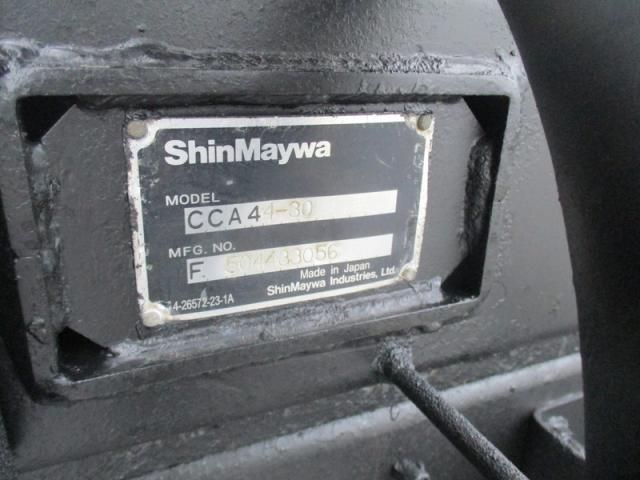 ShinMaywa
MODEL
CCA44-30
MFG. NO.
F 504433056
Made in Japan
ShinMaywa Industries, Ltd.
4-26572-23-1A